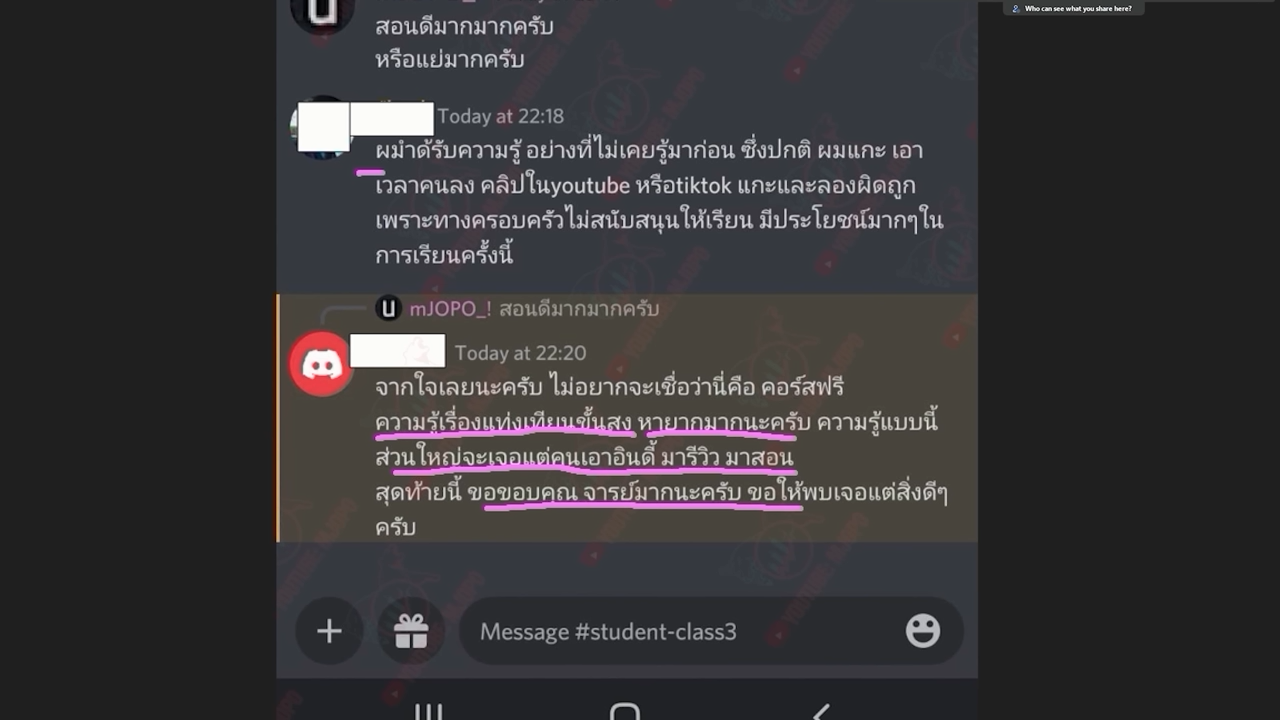 Who can see what you share here?
สอนดีมากมากครับ
หรือแย่มากครับ
Today at 22:18
ผมำด้รับความรู้ อย่างที่ไม่เคยรู้มาก่อน ซึ่งปกติ ผมแกะ เอา
เวลาคนลง คลิปในyoutube หรือtiktok แกะและลองผิดถูก
เพราะทางครอบครัวไม่สนับสนุนให้เรียน มีประโยชน์มากๆใน
การเรียนครั้งนี้
mJOPO_! สอนดีมากมากครับ
Today at 22:20
จากใจเลยนะครับ ไม่อยากจะเชื่อว่านี่คือ คอร์สฟรี
ความรู้เรื่องแท่งเทียนขั้นสูง หายากมากนะครับ ความรู้แบบนี้
ส่วนใหญ่จะเจอแต่คนเอาอินดี้ มารีวิว มาสอน
สุดท้ายนี้ ขอขอบคุณ จารย์มากนะครับ ขอให้พบเจอแต่สิ่งดีๆ
ครับ
Message #student-class3